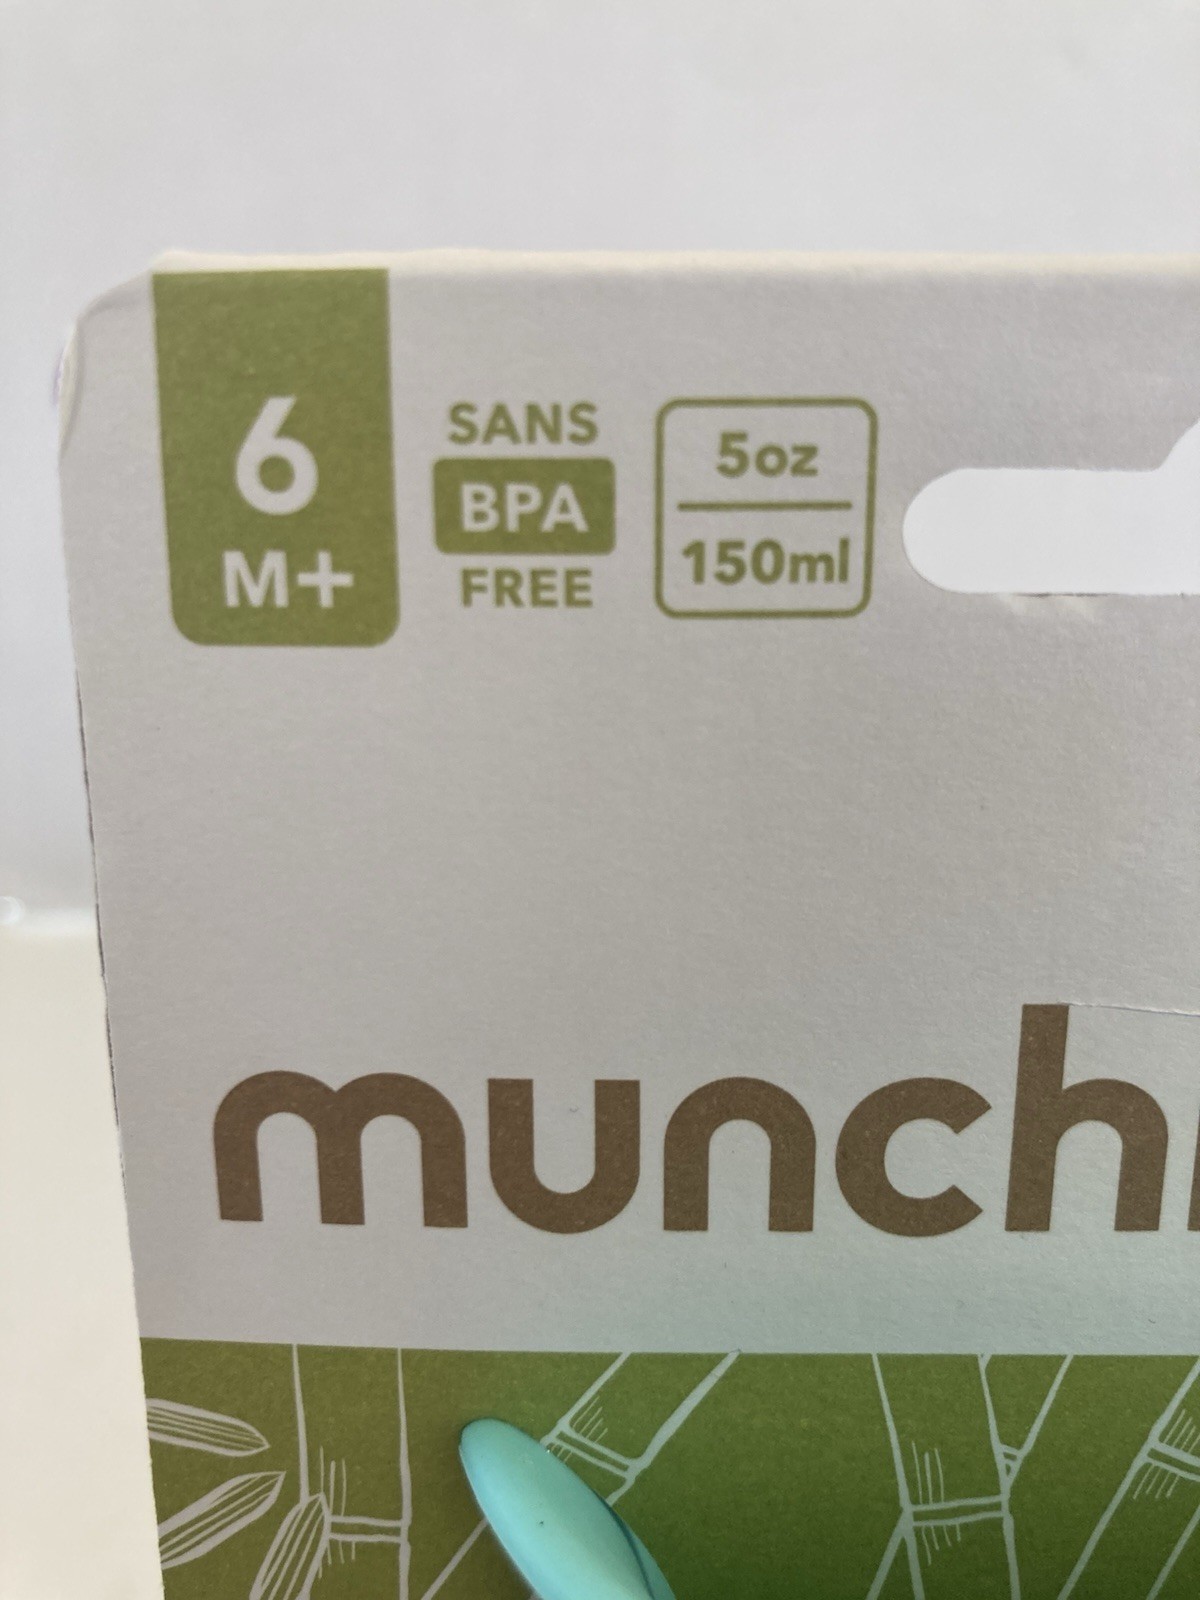 6
M+
SANS
BPA
FREE
5oz
150ml
munch